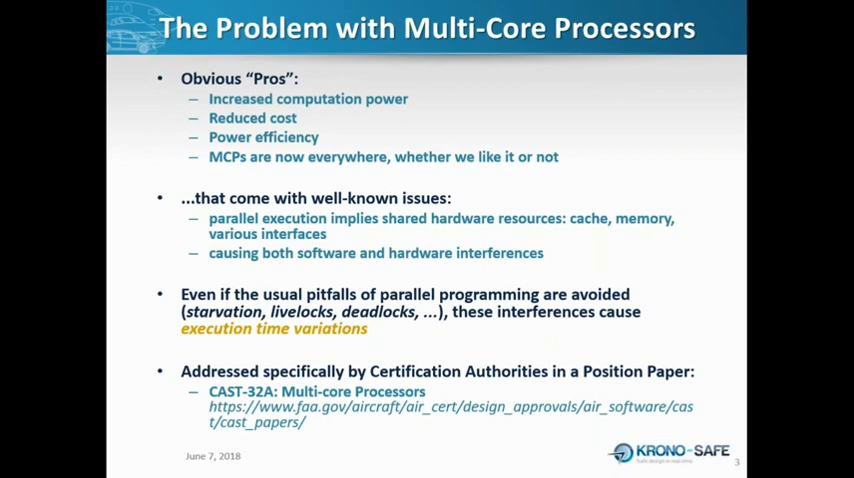 The Problem with Multi-Core Processors
• Obvious “Pros”:
– Increased computation power
– Reduced cost
– Power efficiency
– MCPs are now everywhere, whether we like it or not
• ...that come with well-known issues:
– parallel execution implies shared hardware resources: cache, memory,
various interfaces
– causing both software and hardware interferences
• Even if the usual pitfalls of parallel programming are avoided
(starvation, livelocks, deadlocks, ...), these interferences cause
execution time variations
• Addressed specifically by Certification Authorities in a Position Paper:
– CAST-32A: Multi-core Processors
https://www.faa.gov/aircraft/air_cert/design_approvals/air_software/cas
t/cast_papers/
June 7, 2018
KRONO-SAFE
3